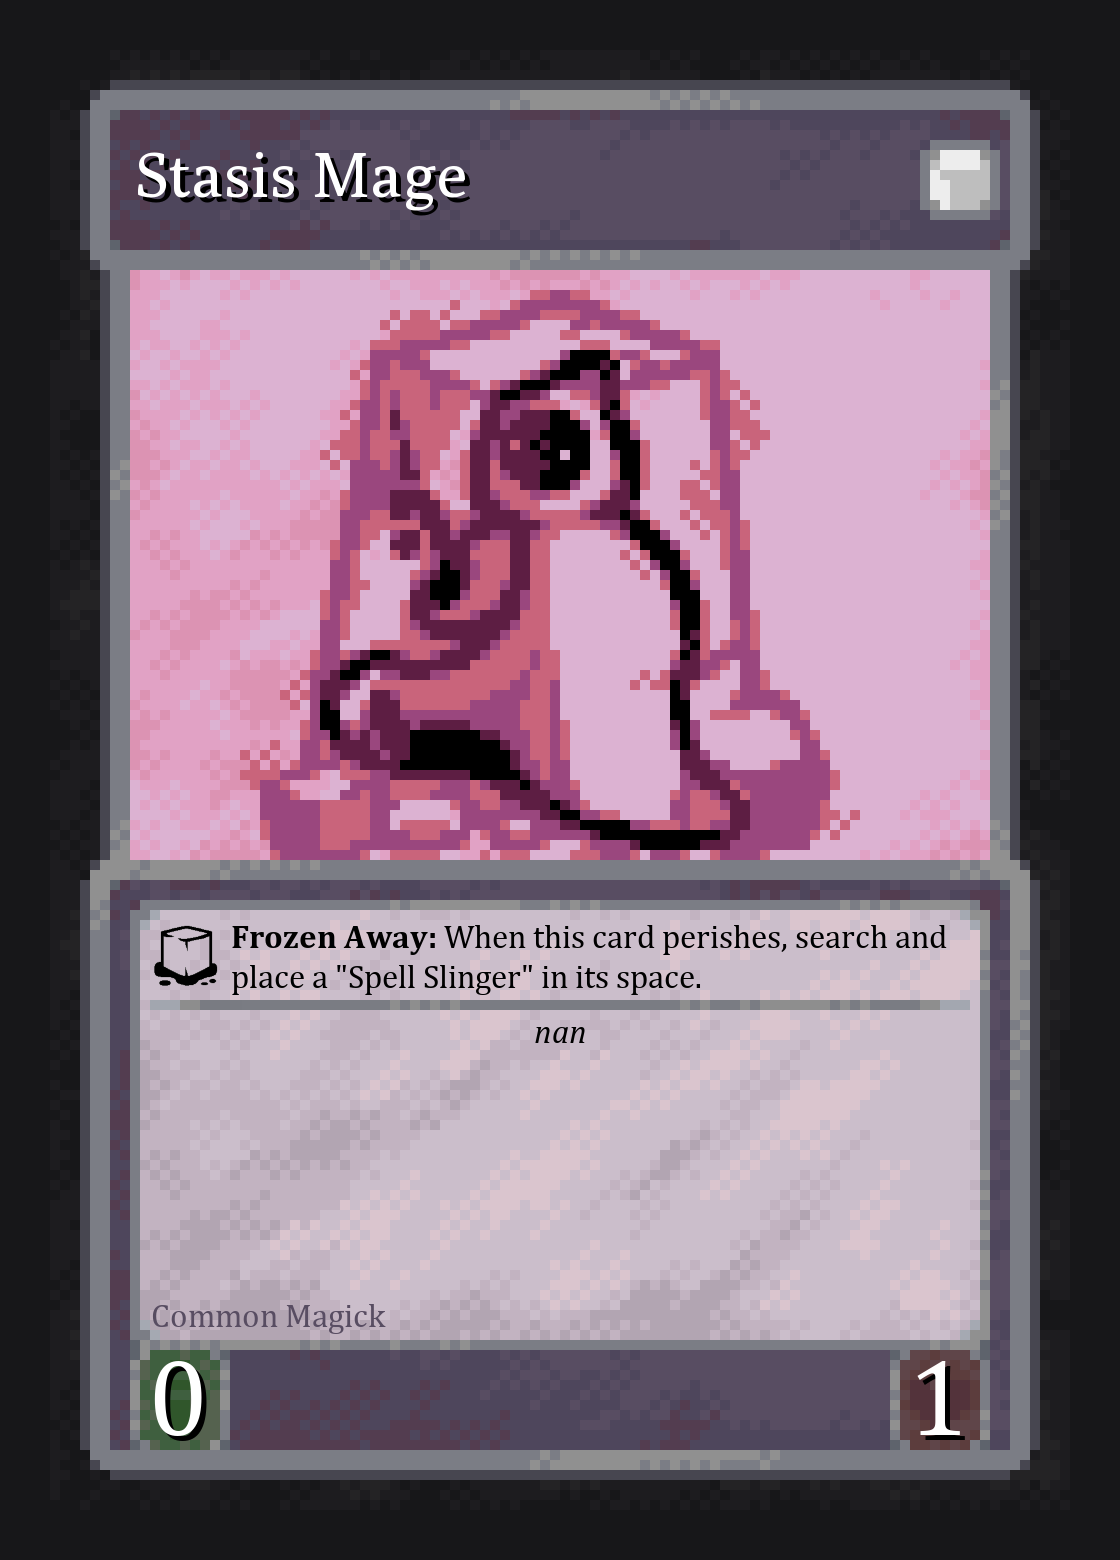 Stasis Mage
Frozen Away: When this card perishes, search and
place a "Spell Slinger" in its space.
nan
Common Magick
0
1